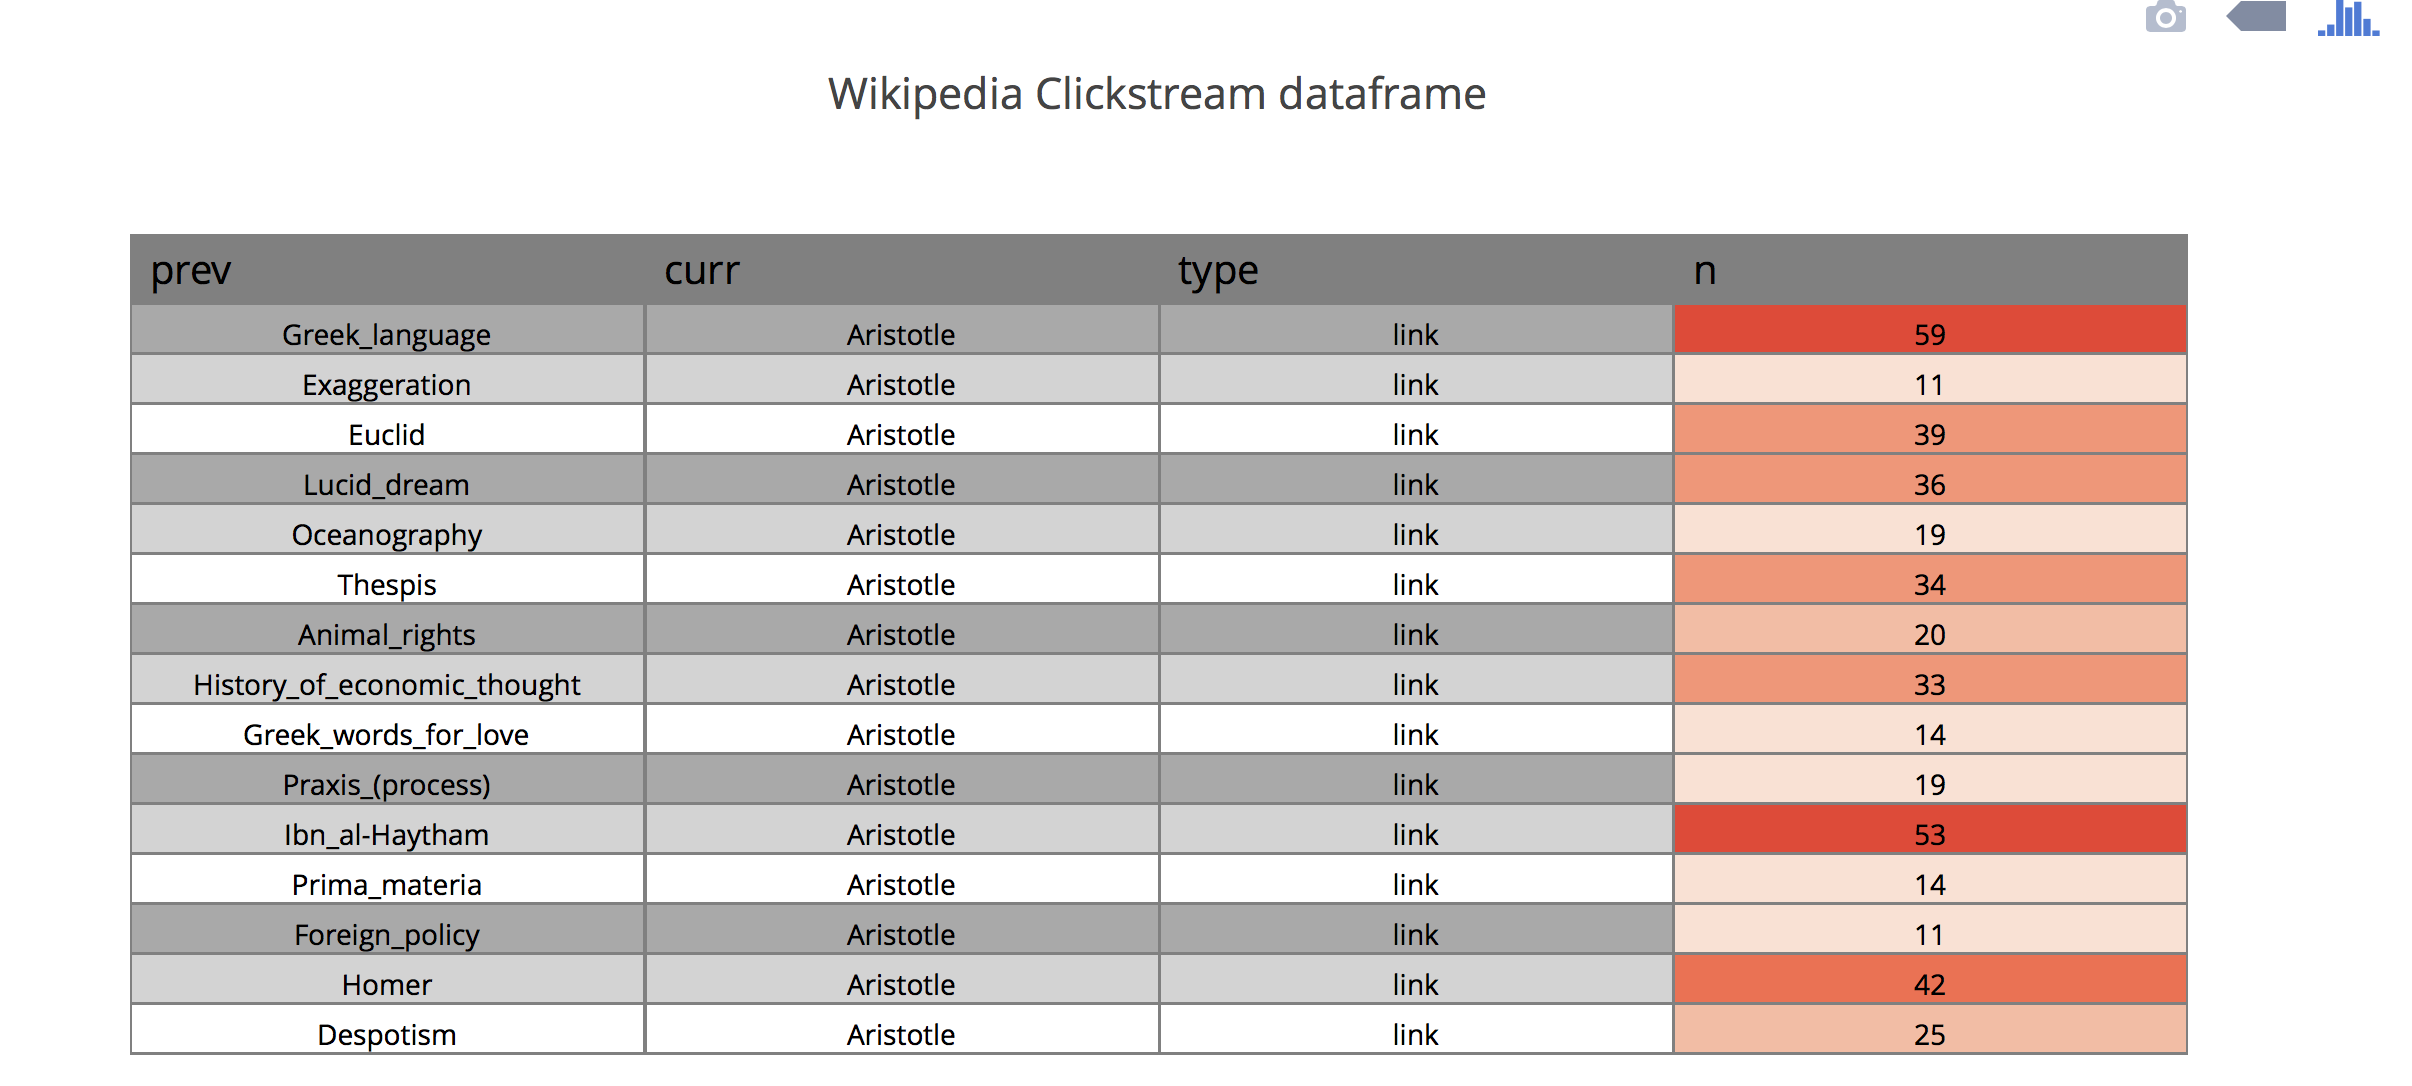 Wikipedia Clickstream dataframe
prev curr type n
Greek_language Aristotle link 59
Exaggeration Aristotle link 11
Euclid Aristotle link 39
Lucid_dream Aristotle link 36
Oceanography Aristotle link 19
Thespis Aristotle link 34
Animal_rights Aristotle link 20
History_of_economic_thought Aristotle link 33
Greek_words_for_love Aristotle link 14
Praxis_(process) Aristotle link 19
Ibn_al-Haytham Aristotle link 53
Prima_materia Aristotle link 14
Foreign_policy Aristotle link 11
Homer Aristotle link 42
Despotism Aristotle link 25